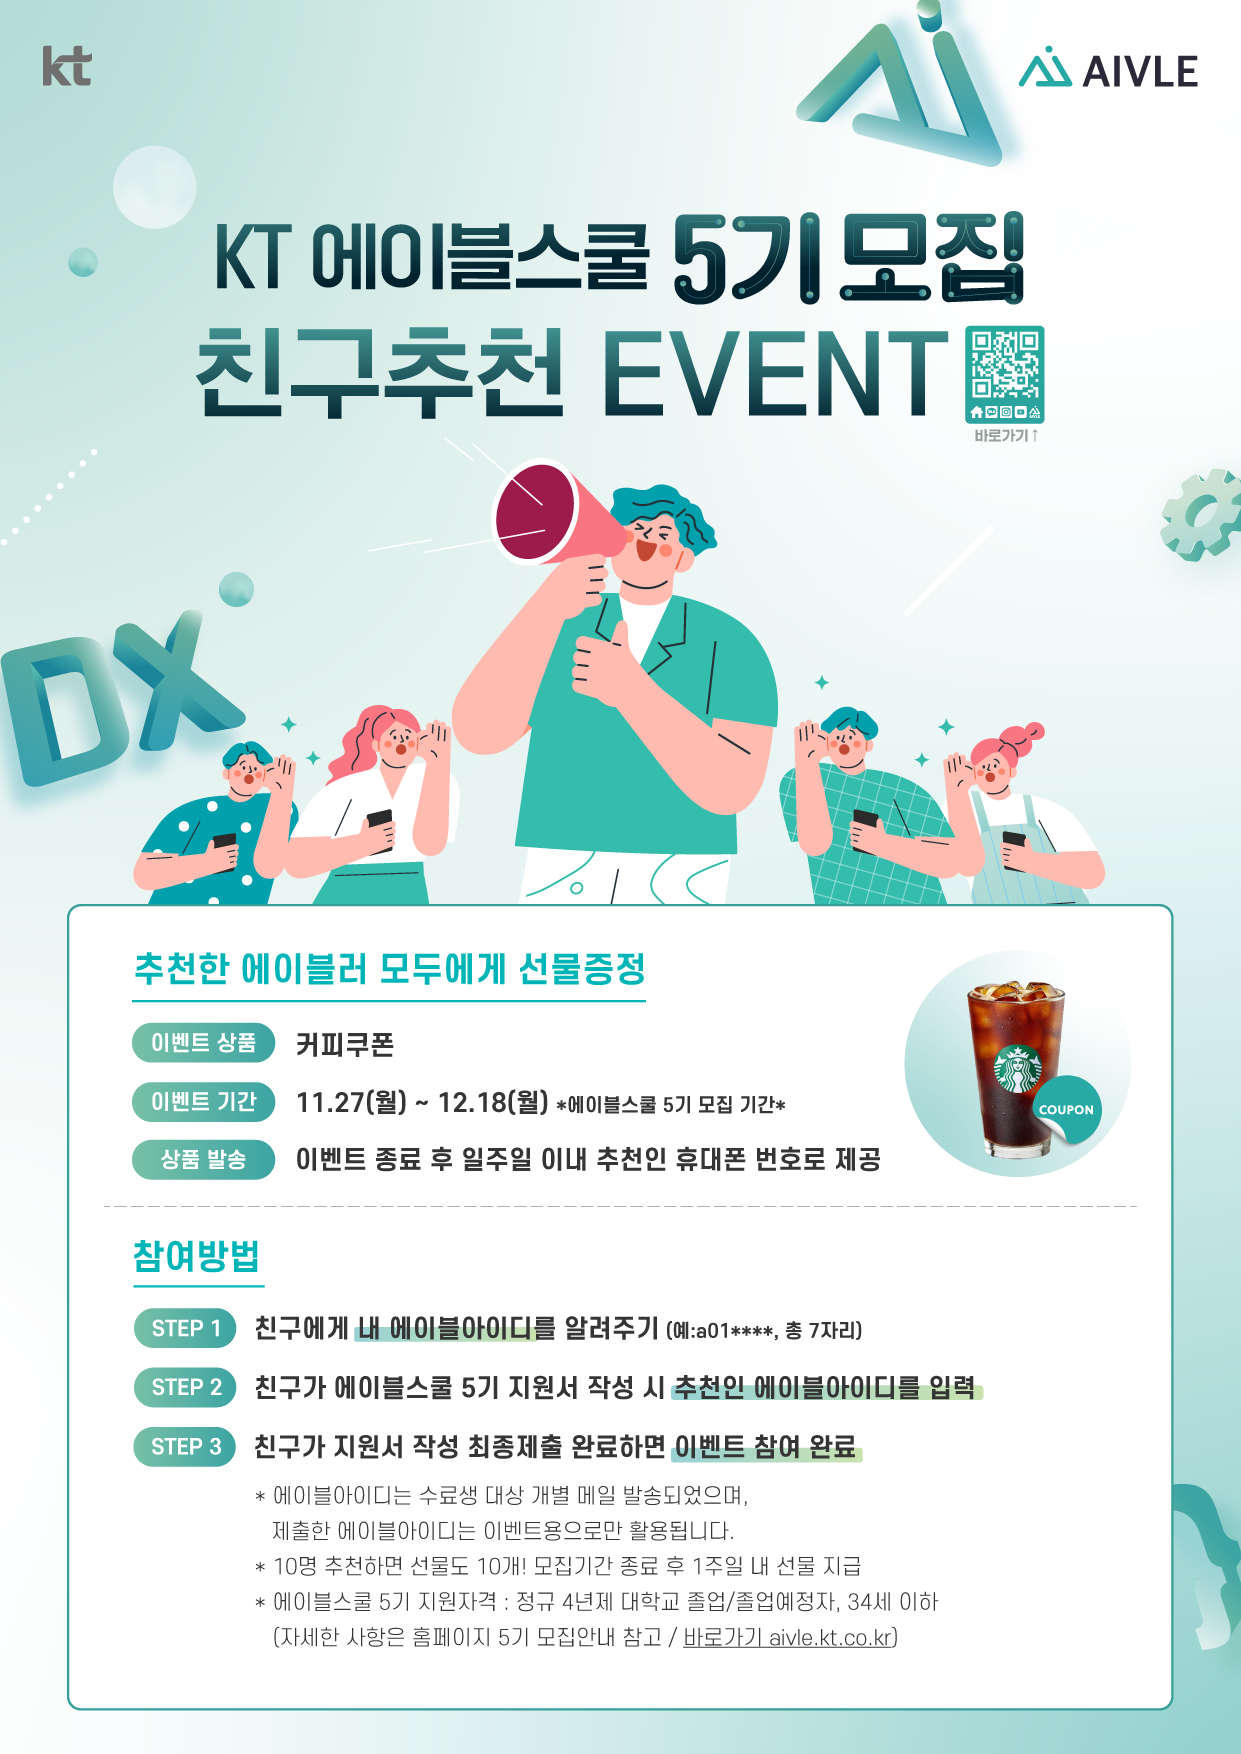 kt
Ai
AIVLE
KT 에이블스쿨 5기 모집
친구추천 EVENT
바로가기↑
DX
추천한 에이블러 모두에게 선물증정
이벤트 상품 커피쿠폰
이벤트 기간 11.27(월) ~ 12.18(월) *에이블스쿨 5기 모집 기간*
상품 발송 이벤트 종료 후 일주일 이내 추천인 휴대폰 번호로 제공
COUPON
참여방법
STEP 1 친구에게 내 에이블아이디를 알려주기 (예:a01****, 총 7자리)
STEP 2 친구가 에이블스쿨 5기 지원서 작성 시 추천인 에이블아이디를 입력
STEP 3 친구가 지원서 작성 최종제출 완료하면 이벤트 참여 완료
* 에이블아이디는 수료생 대상 개별 메일 발송되었으며,
제출한 에이블아이디는 이벤트용으로만 활용됩니다.
* 10명 추천하면 선물도 10개! 모집기간 종료 후 1주일 내 선물 지급
* 에이블스쿨 5기 지원자격 : 정규 4년제 대학교 졸업/졸업예정자, 34세 이하
(자세한 사항은 홈페이지 5기 모집안내 참고 / 바로가기 aivle.kt.co.kr)